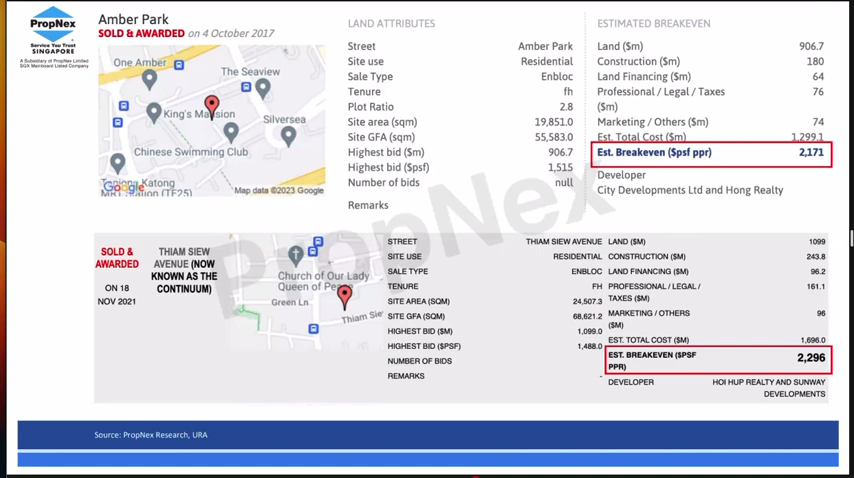 PropNex
Service You Trust
SINGAPORE
A Subsidiary of PropNex Limited
SGX Mainboard Listed Company
Amber Park
SOLD & AWARDED on 4 October 2017
One Amber
The Seaview
King's Mansion
Silversea
Chinese Swimming Club
Tanjong Katong
MRT Station (TE25)
Google
Map data ©2023 Google
LAND ATTRIBUTES
Street Amber Park
Site use Residential
Sale Type Enbloc
Tenure fh
Plot Ratio 2.8
Site area (sqm) 19,851.0
Site GFA (sqm) 55,583.0
Highest bid ($m) 906.7
Highest bid ($psf) 1,515
Number of bids null
Remarks
ESTIMATED BREAKEVEN
Land ($m) 906.7
Construction ($m) 180
Land Financing ($m) 64
Professional / Legal / Taxes 76
($m)
Marketing / Others ($m) 74
Est. Total Cost ($m) 1,299.1
Est. Breakeven ($psf ppr) 2,171
Developer
City Developments Ltd and Hong Realty
PropNex
SOLD &
AWARDED
ON 18
NOV 2021
THIAM SIEW
AVENUE (NOW
KNOWN AS THE
CONTINUUM)
Church of Our Lady
Queen of Peace
Green Ln
Thiam Sie
STREET THIAM SIEW AVENUE
SITE USE RESIDENTIAL
SALE TYPE ENBLOC
TENURE FH
SITE AREA (SQM) 24,507.3
SITE GFA (SQM) 68,621.2
HIGHEST BID ($M) 1,099.0
HIGHEST BID ($PSF) 1,488.0
NUMBER OF BIDS
REMARKS -
LAND ($M) 1099
CONSTRUCTION ($M) 243.8
LAND FINANCING ($M) 96.2
PROFESSIONAL / LEGAL / 161.1
TAXES ($M)
MARKETING / OTHERS 96
($M)
EST. TOTAL COST ($M) 1,696.0
EST. BREAKEVEN ($PSF 2,296
PPR)
DEVELOPER HOI HUP REALTY AND SUNWAY
DEVELOPMENTS
Source: PropNex Research, URA